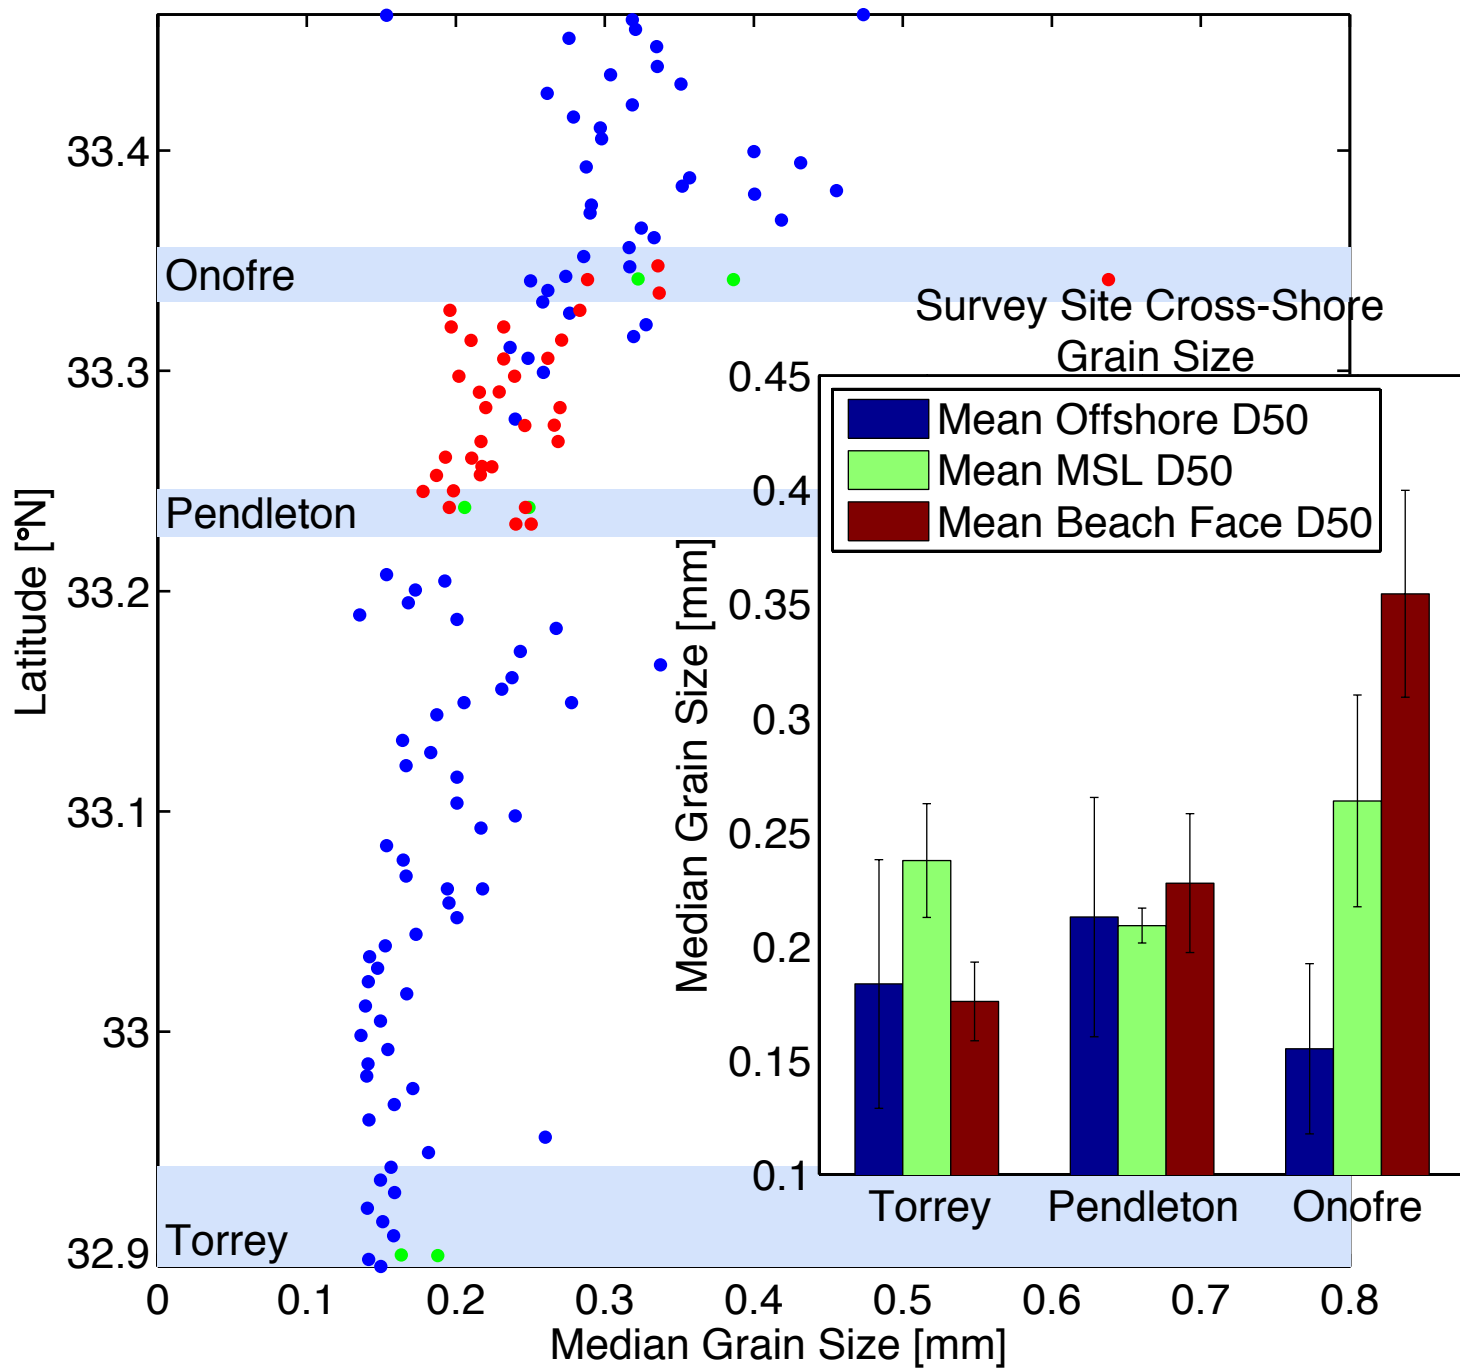 33.4
33.3
33.2
33.1
33
32.9
Latitude [°N]
Onofre
Pendleton
Torrey
0 0.1 0.2 0.3 0.4 0.5 0.6 0.7 0.8
Median Grain Size [mm]
Survey Site Cross-Shore
Grain Size
0.45
0.4
0.35
0.3
0.25
0.2
0.15
0.1
Median Grain Size [mm]
Mean Offshore D50
Mean MSL D50
Mean Beach Face D50
Torrey Pendleton Onofre